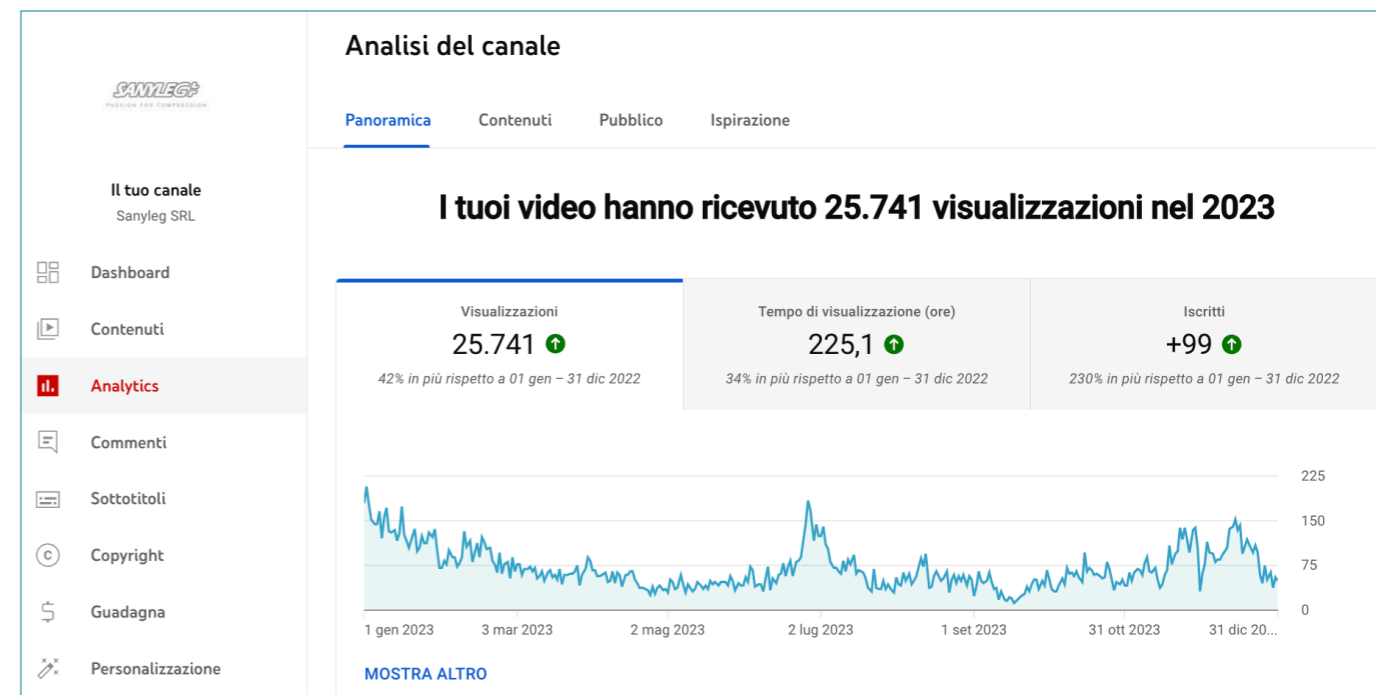 SANYLEG
PASSION FOR COMPRESSION
Il tuo canale
Sanyleg SRL
Dashboard
Contenuti
Analytics
Commenti
Sottotitoli
Copyright
Guadagna
Personalizzazione
Analisi del canale
Panoramica Contenuti Pubblico Ispirazione
I tuoi video hanno ricevuto 25.741 visualizzazioni nel 2023
Visualizzazioni
25.741
42% in più rispetto a 01 gen – 31 dic 2022
Tempo di visualizzazione (ore)
225,1
34% in più rispetto a 01 gen – 31 dic 2022
Iscritti
+99
230% in più rispetto a 01 gen – 31 dic 2022
225
150
75
0
1 gen 2023 3 mar 2023 2 mag 2023 2 lug 2023 1 set 2023 31 ott 2023 31 dic 20...
MOSTRA ALTRO